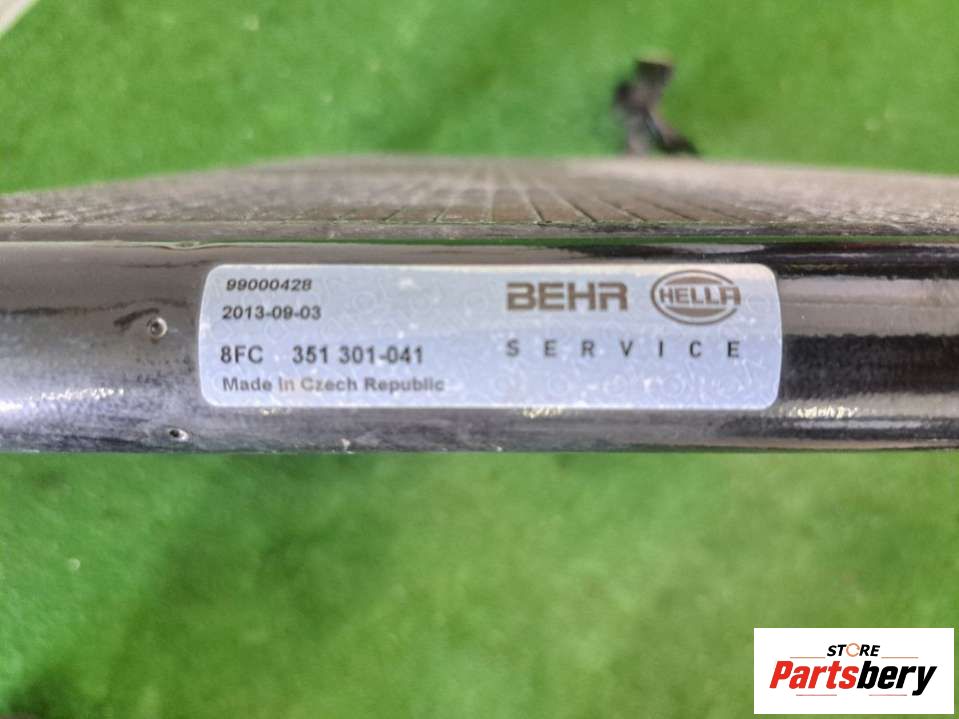 99000428
2013-09-03
8FC 351 301-041
Made in Czech Republic
BEHR HELLA
SERVICE
STORE
Partsbery